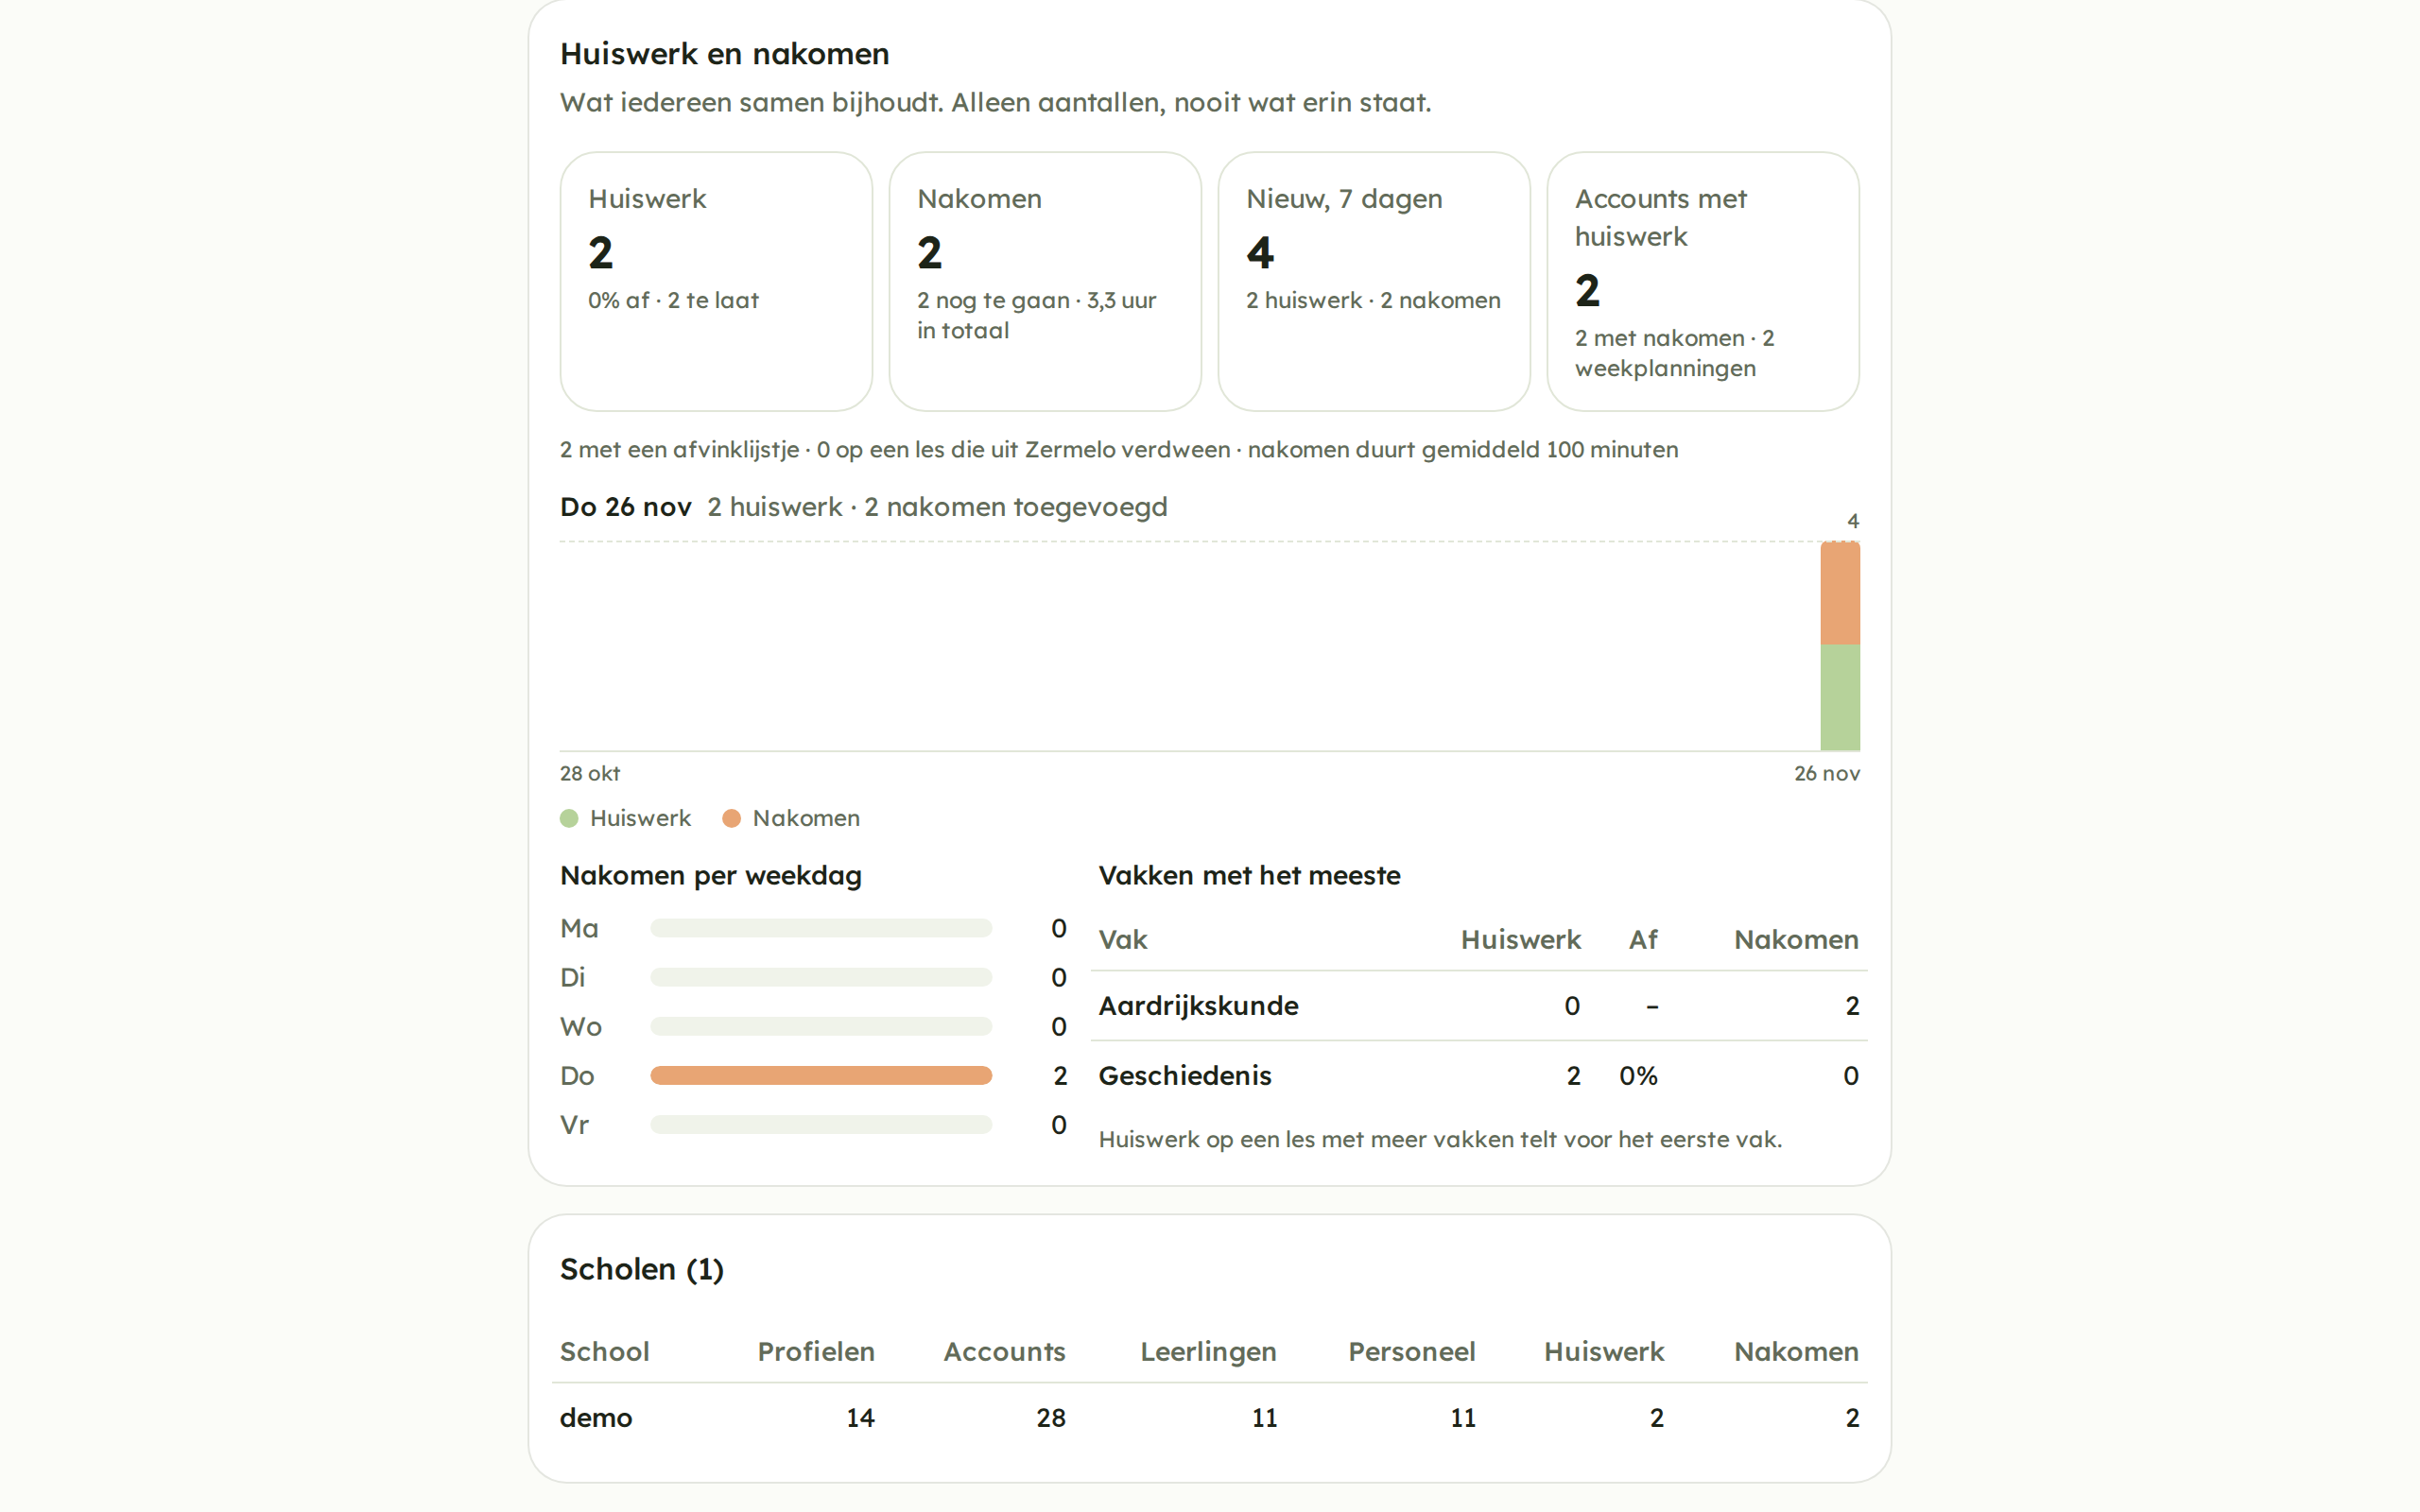 Huiswerk en nakomen
Wat iedereen samen bijhoudt. Alleen aantallen, nooit wat erin staat.
Huiswerk
2
0% af · 2 te laat
Nakomen
2
2 nog te gaan · 3,3 uur
in totaal
Nieuw, 7 dagen
4
2 huiswerk · 2 nakomen
Accounts met
huiswerk
2
2 met nakomen · 2
weekplanningen
2 met een afvinklijstje · 0 op een les die uit Zermelo verdween · nakomen duurt gemiddeld 100 minuten
Do 26 nov 2 huiswerk · 2 nakomen toegevoegd
4
28 okt 26 nov
Huiswerk Nakomen
Nakomen per weekdag
Ma 0
Di 0
Wo 0
Do 2
Vr 0
Vakken met het meeste
Vak Huiswerk Af Nakomen
Aardrijkskunde 0 – 2
Geschiedenis 2 0% 0
Huiswerk op een les met meer vakken telt voor het eerste vak.
Scholen (1)
School Profielen Accounts Leerlingen Personeel Huiswerk Nakomen
demo 14 28 11 11 2 2